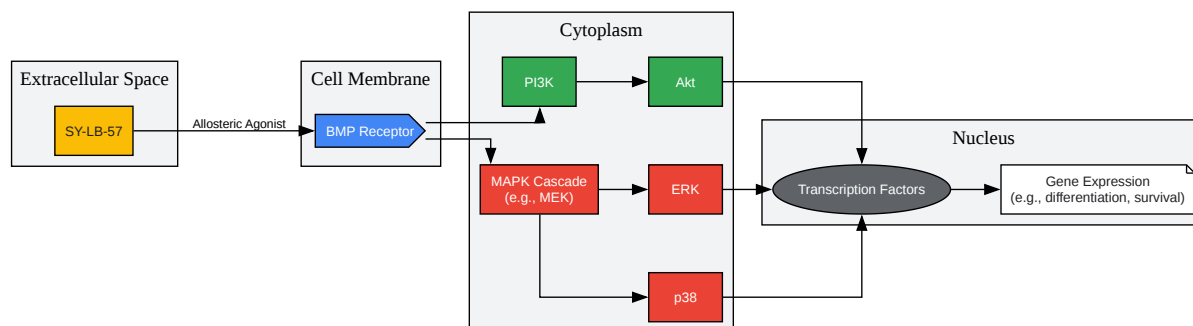 Extracellular Space
SY-LB-57
Allosteric Agonist
Cell Membrane
BMP Receptor
Cytoplasm
PI3K
Akt
MAPK Cascade
(e.g., MEK)
ERK
p38
Nucleus
Transcription Factors
Gene Expression
(e.g., differentiation, survival)